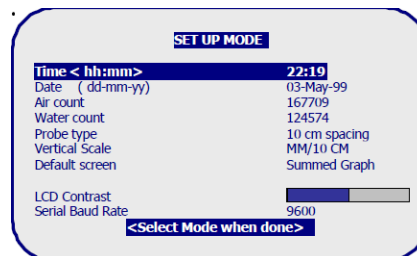 SET UP MODE
Time < hh:mm> 22:19
Date ( dd-mm-yy) 03-May-99
Air count 167709
Water count 124574
Probe type 10 cm spacing
Vertical Scale MM/10 CM
Default screen Summed Graph
LCD Contrast
Serial Baud Rate 9600
<Select Mode when done>